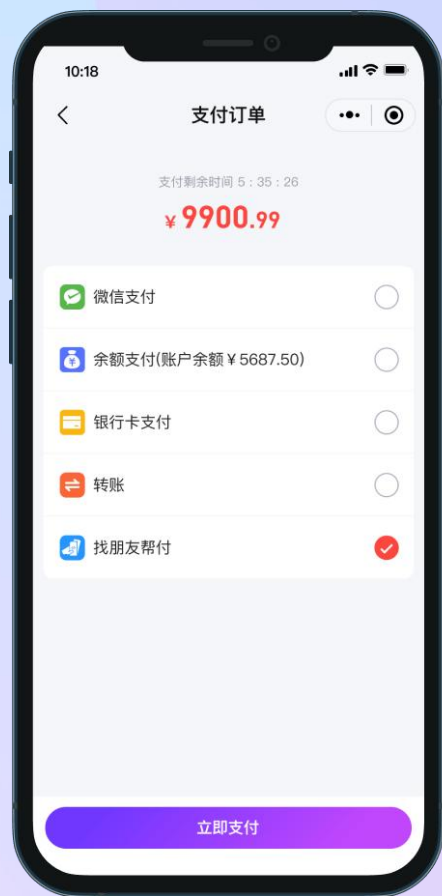 10:18
支付订单
支付剩余时间 5 : 35 : 26
¥ 9900.99
微信支付
余额支付(账户余额 ¥ 5687.50)
银行卡支付
转账
找朋友帮付
立即支付